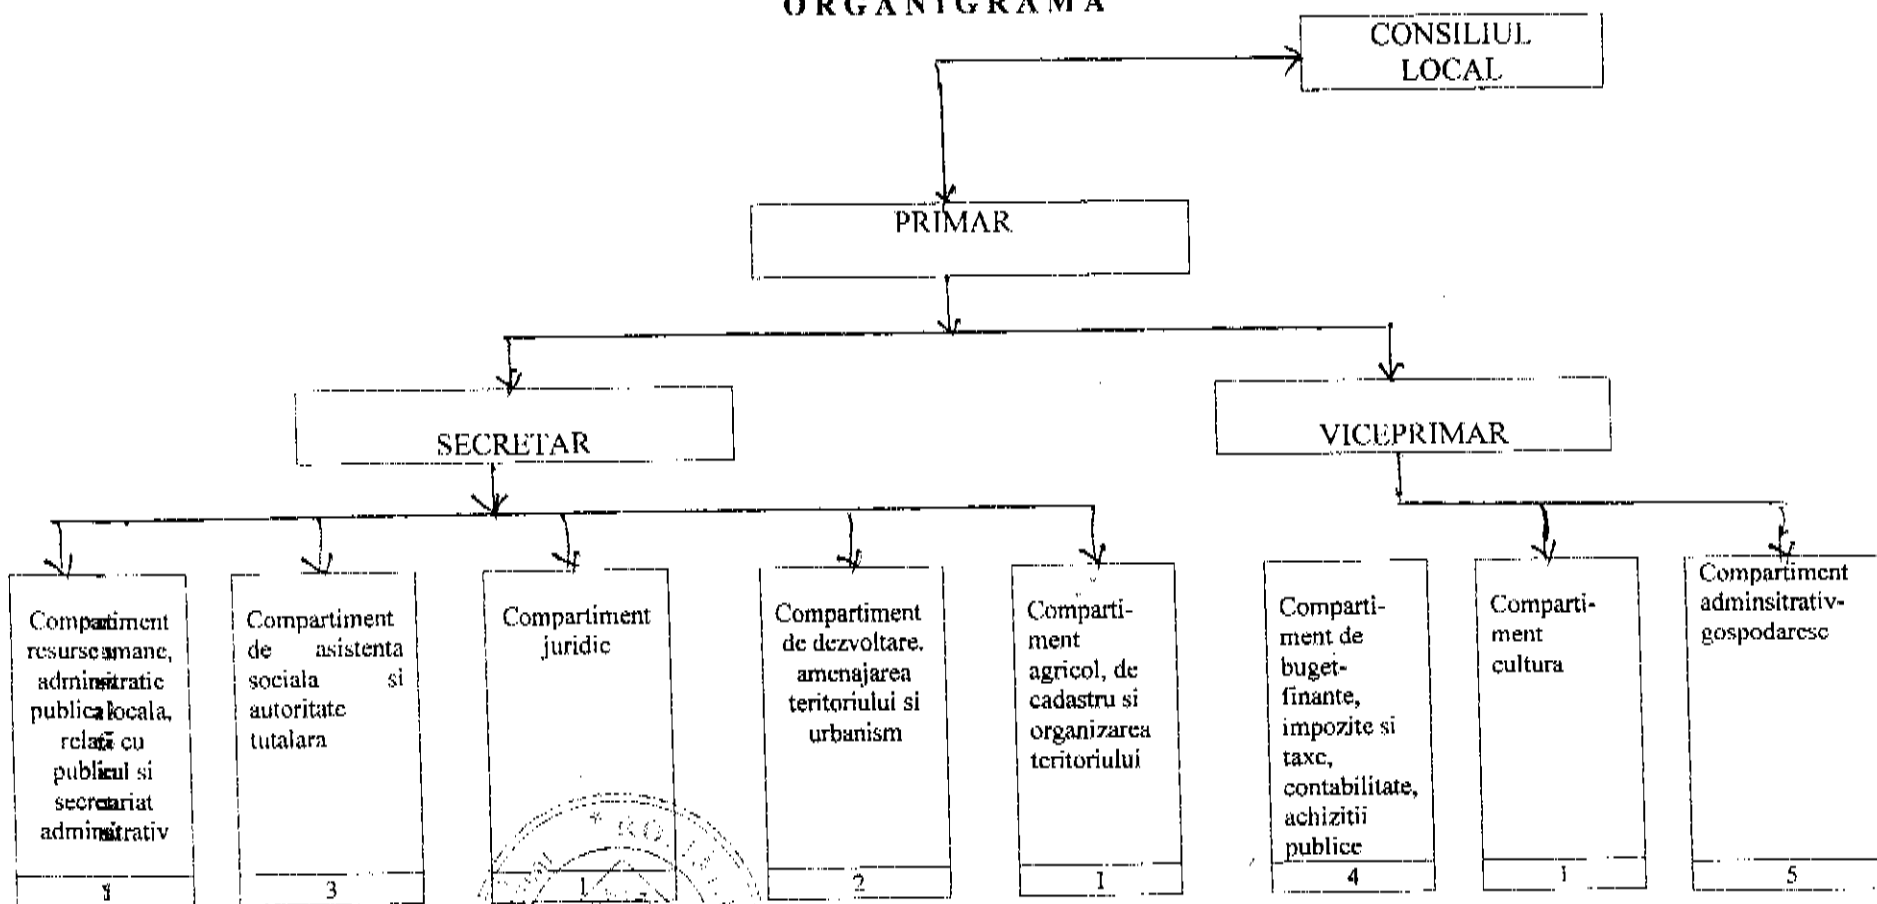 ORGANIGRAMA
CONSILIUL
LOCAL
PRIMAR
SECRETAR
VICEPRIMAR
Compartiment
resurse umane,
administratie
publica locala,
relatii cu
publicul si
secretariat
administrativ
1
Compartiment
de asistenta
sociala si
autoritate
tutalara
3
Compartiment
juridic
1
Compartiment
de dezvoltare,
amenajarea
teritoriului si
urbanism
2
Comparti-
ment
agricol, de
cadastru si
organizarea
teritoriului
1
Comparti-
ment de
buget-
finante,
impozite si
taxe,
contabilitate,
achizitii
publice
4
Comparti-
ment
cultura
1
Compartiment
adminsitrativ-
gospodaresc
5